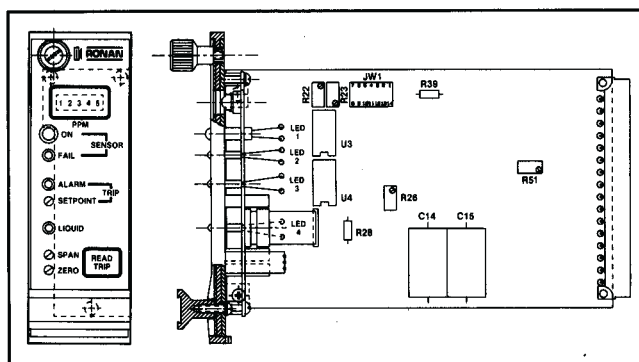 RONAN
1 2 3 4 5
PPM
ON
SENSOR
FAIL
ALARM
TRIP
SETPOINT
LIQUID
SPAN
ZERO
READ
TRIP
LED
1
LED
2
LED
3
LED
4
R22
R23
JW1
R39
U3
U4
R26
R28
R51
C14
C15